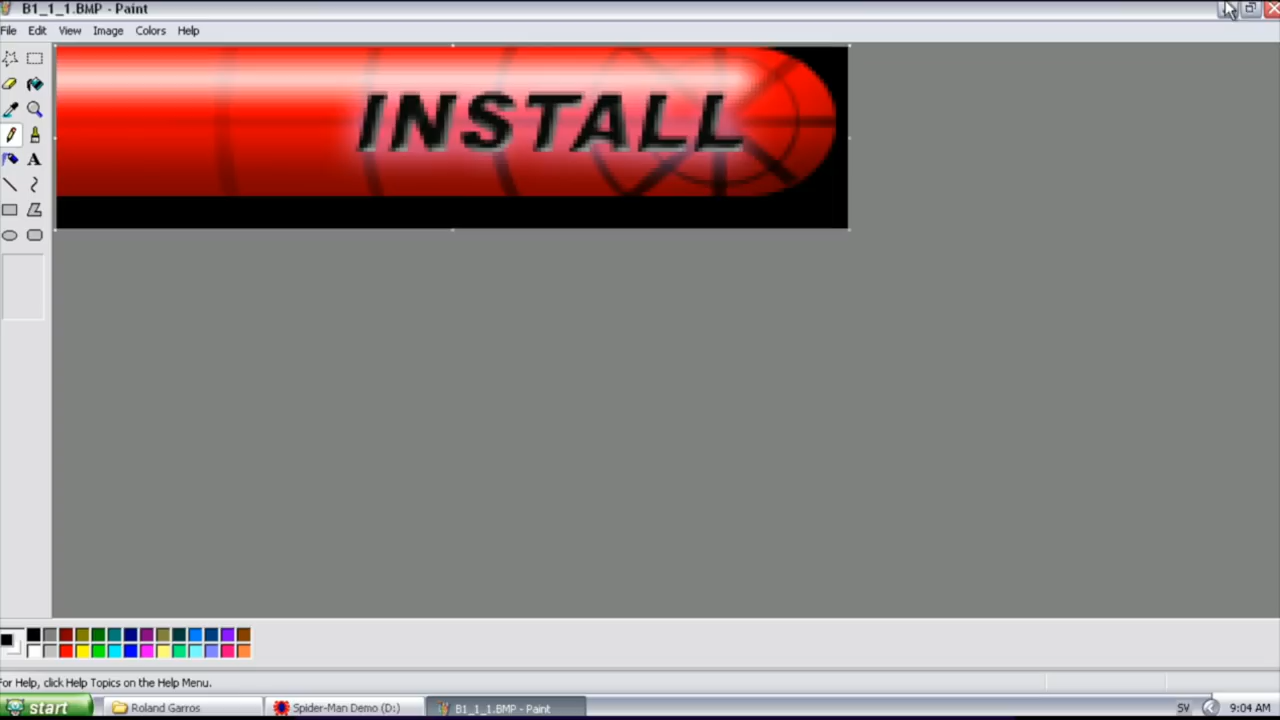 B1_1_1.BMP - Paint
File Edit View Image Colors Help
INSTALL
For Help, click Help Topics on the Help Menu.
start Roland Garros Spider-Man Demo (D:) B1_1_1.BMP - Paint SV 9:04 AM